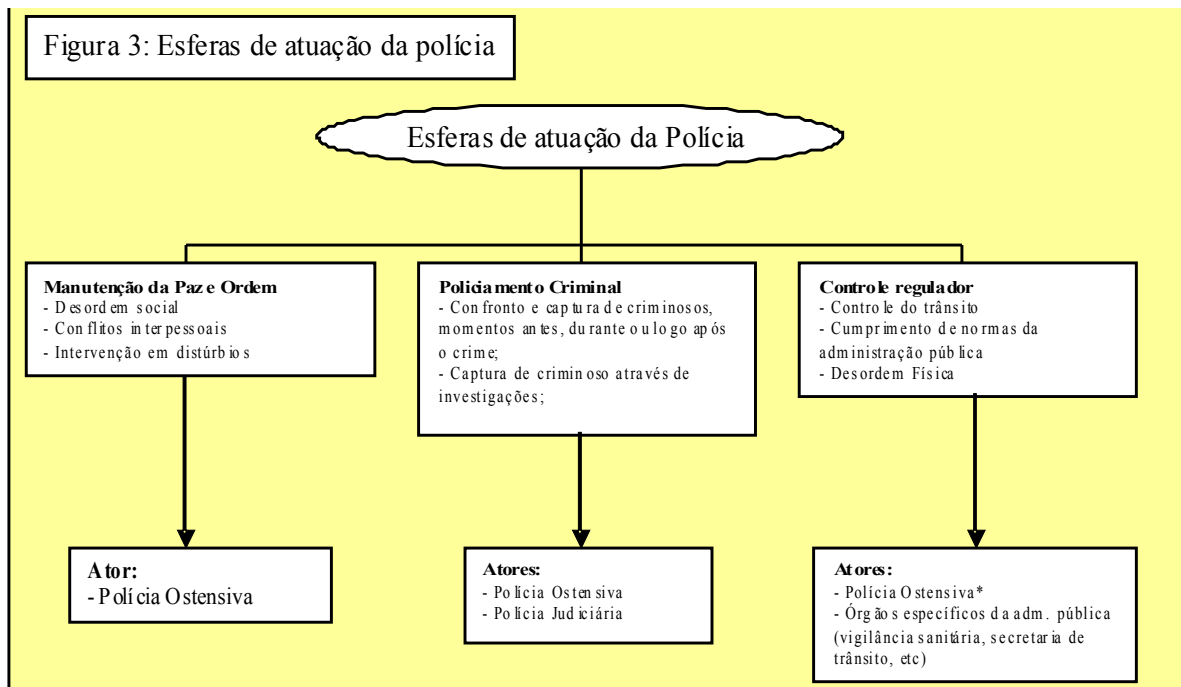 Figura 3: Esferas de atuação da polícia
Esferas de atuação da Polícia
Manutenção da Paz e Ordem
- Desordem social
- Conflitos interpessoais
- Intervenção em distúrbios
Policiamento Criminal
- Confronto e captura de criminosos,
momentos antes, durante ou logo após
o crime;
- Captura de criminoso através de
investigações;
Controle regulador
- Controle do trânsito
- Cumprimento de normas da
administração pública
- Desordem Física
Ator:
- Polícia Ostensiva
Atores:
- Polícia Ostensiva
- Polícia Judiciária
Atores:
- Polícia Ostensiva*
- Órgãos específicos da adm. pública
(vigilância sanitária, secretaria de
trânsito, etc)